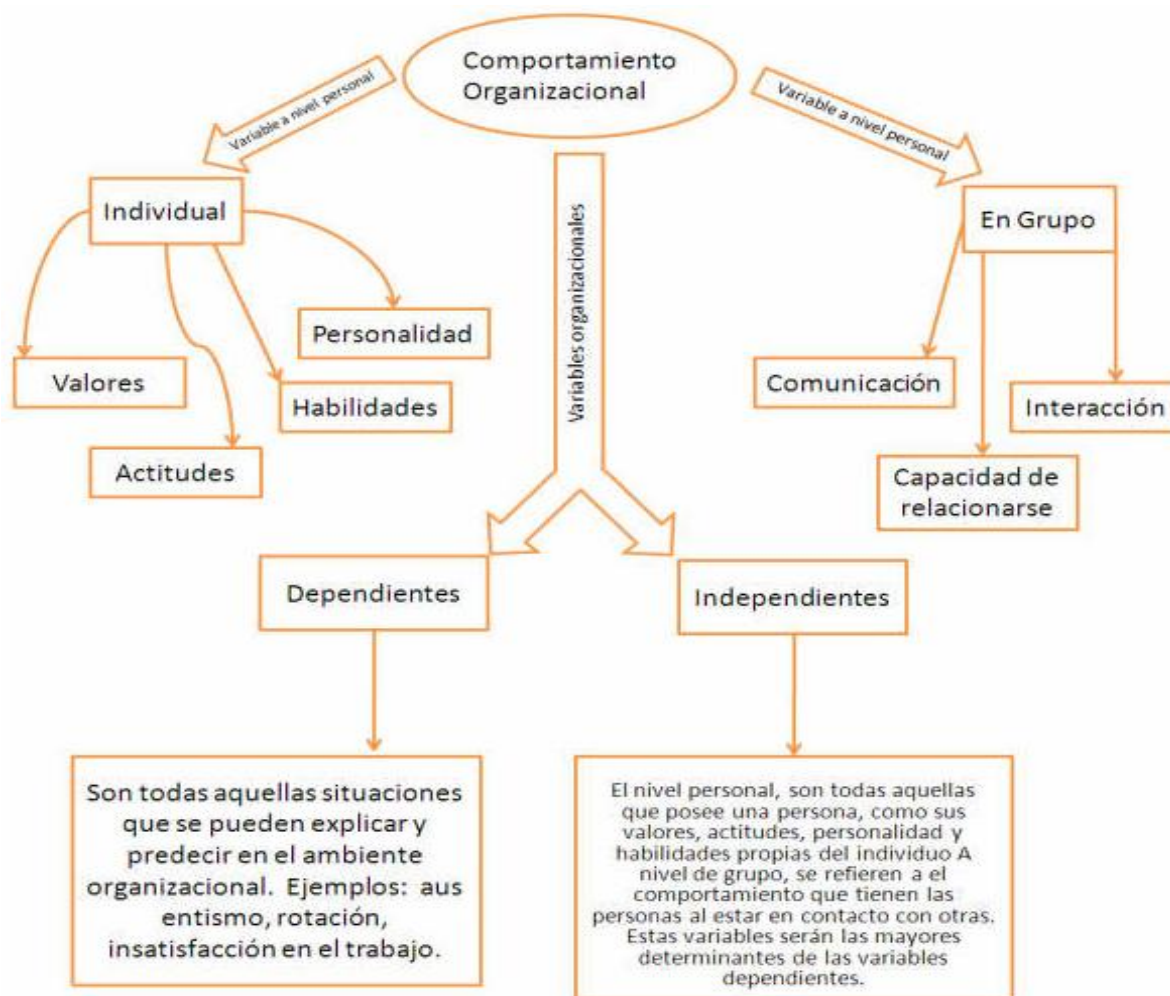 Comportamiento
Organizacional
Variable a nivel personal
Variable a nivel personal
Variables organizacionales
Individual
Valores
Actitudes
Habilidades
Personalidad
En Grupo
Comunicación
Capacidad de
relacionarse
Interacción
Dependientes
Independientes
Son todas aquellas situaciones
que se pueden explicar y
predecir en el ambiente
organizacional. Ejemplos: aus
entismo, rotación,
insatisfacción en el trabajo.
El nivel personal, son todas aquellas
que posee una persona, como sus
valores, actitudes, personalidad y
habilidades propias del individuo A
nivel de grupo, se refieren a el
comportamiento que tienen las
personas al estar en contacto con otras.
Estas variables serán las mayores
determinantes de las variables
dependientes.